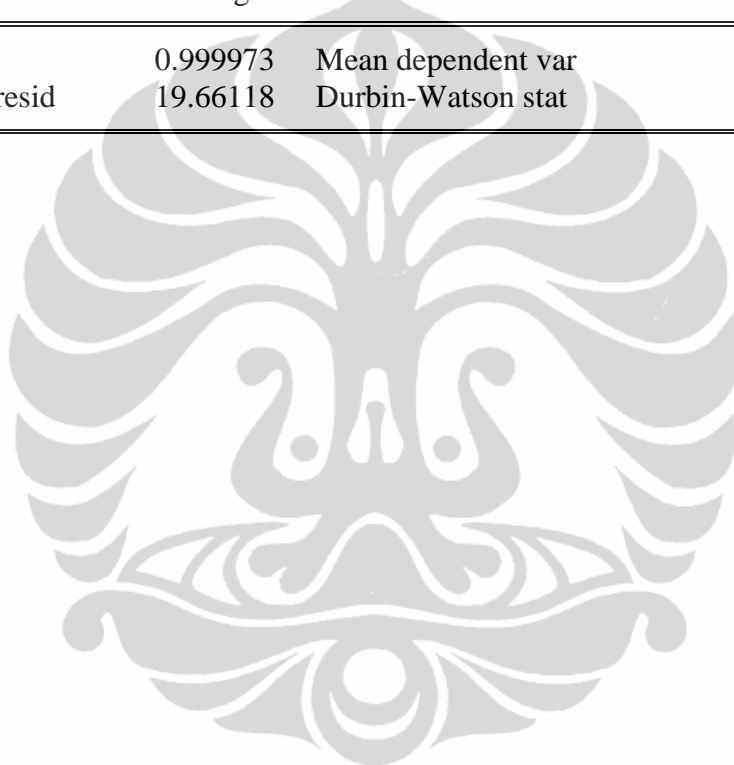 g
0.999973 Mean dependent var
resid 19.66118 Durbin-Watson stat